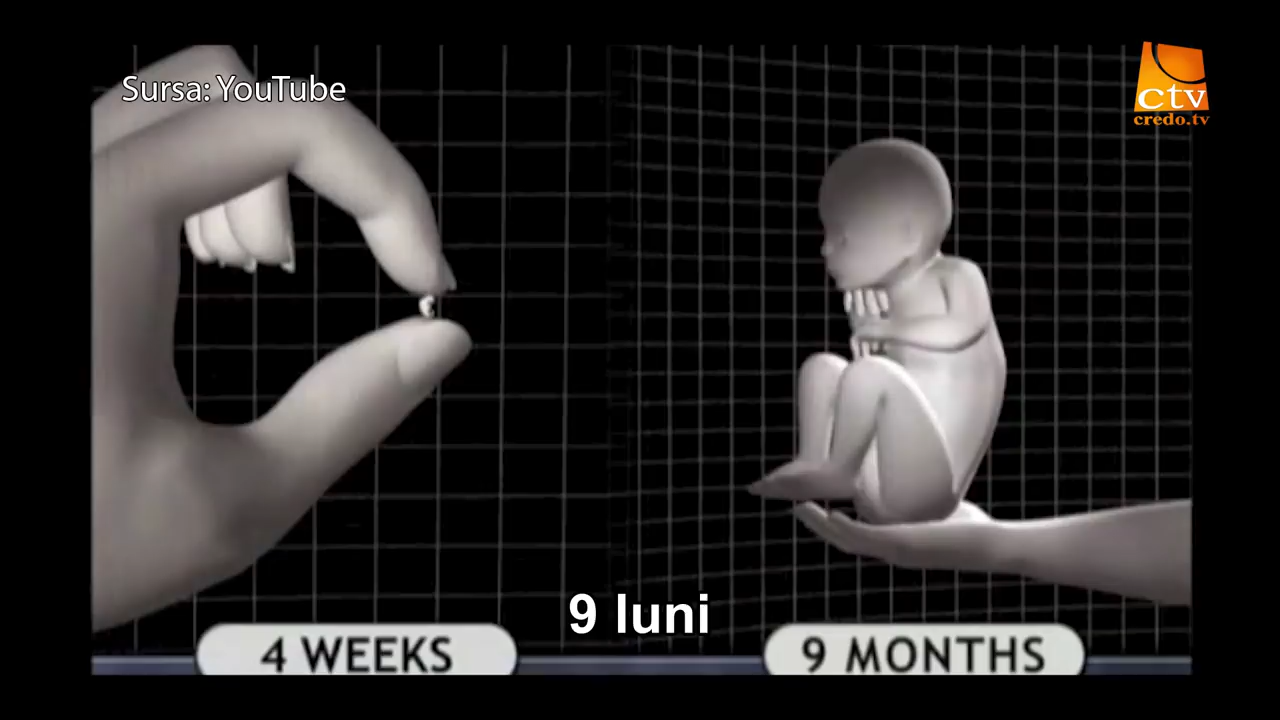 Sursa: YouTube
ctv
credo.tv
9 luni
4 WEEKS
9 MONTHS